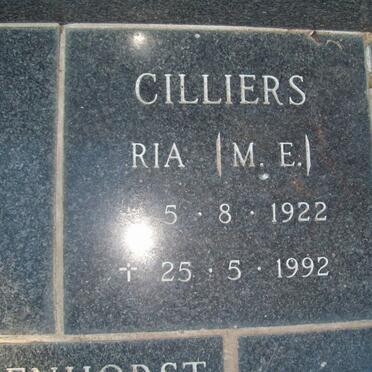 CILLIERS
RIA (M. E.)
* 5 · 8 · 1922
† 25 · 5 · 1992